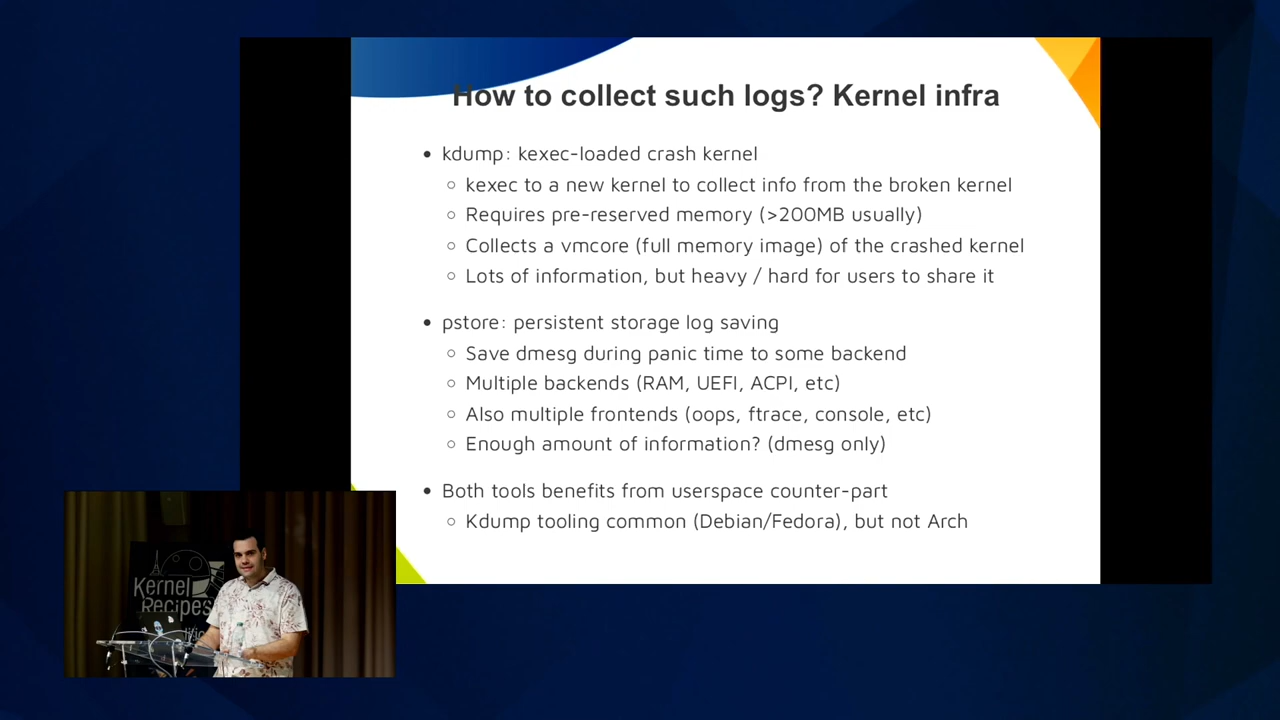 How to collect such logs? Kernel infra
• kdump: kexec-loaded crash kernel
○ kexec to a new kernel to collect info from the broken kernel
○ Requires pre-reserved memory (>200MB usually)
○ Collects a vmcore (full memory image) of the crashed kernel
○ Lots of information, but heavy / hard for users to share it
• pstore: persistent storage log saving
○ Save dmesg during panic time to some backend
○ Multiple backends (RAM, UEFI, ACPI, etc)
○ Also multiple frontends (oops, ftrace, console, etc)
○ Enough amount of information? (dmesg only)
• Both tools benefits from userspace counter-part
○ Kdump tooling common (Debian/Fedora), but not Arch
Kernel
Recipes